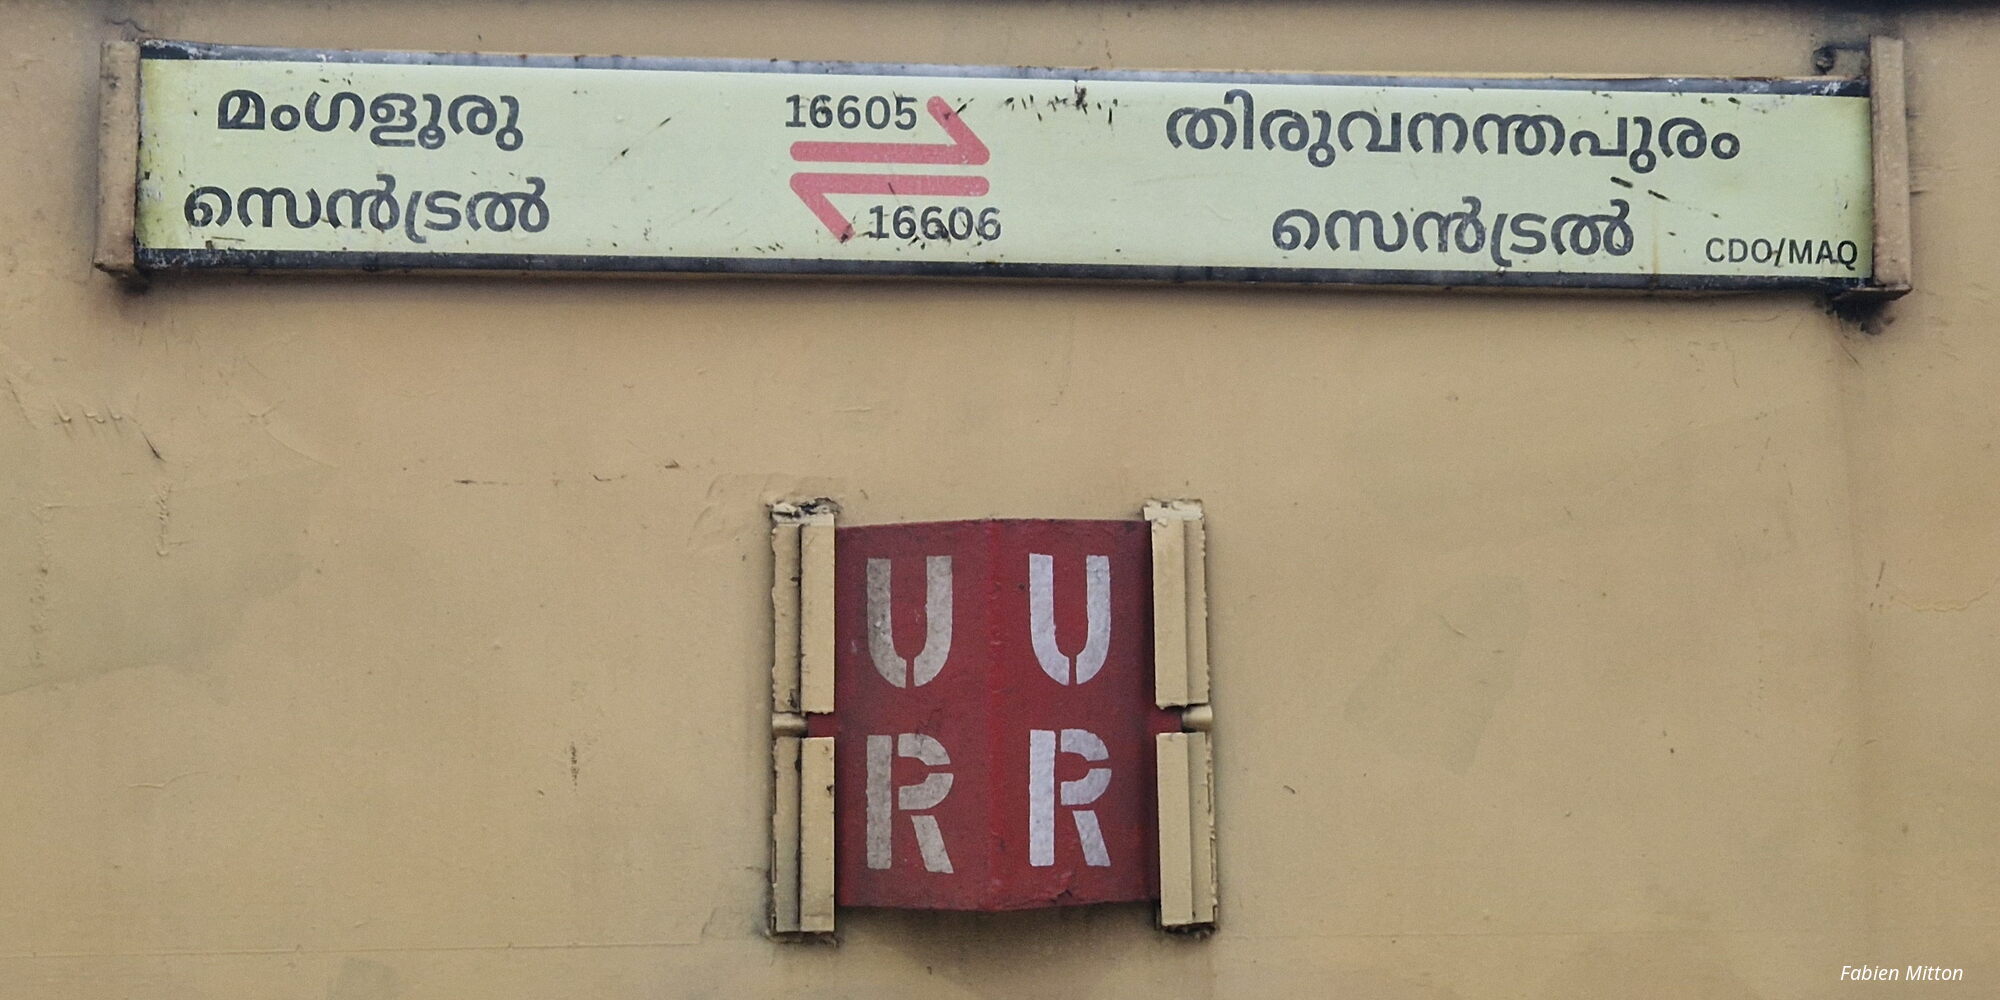 മംഗളൂരു
സെൻട്രൽ
16605
16606
തിരുവനന്തപുരം
സെൻട്രൽ
CDO/MAQ
U U
R R
Fabien Mitton